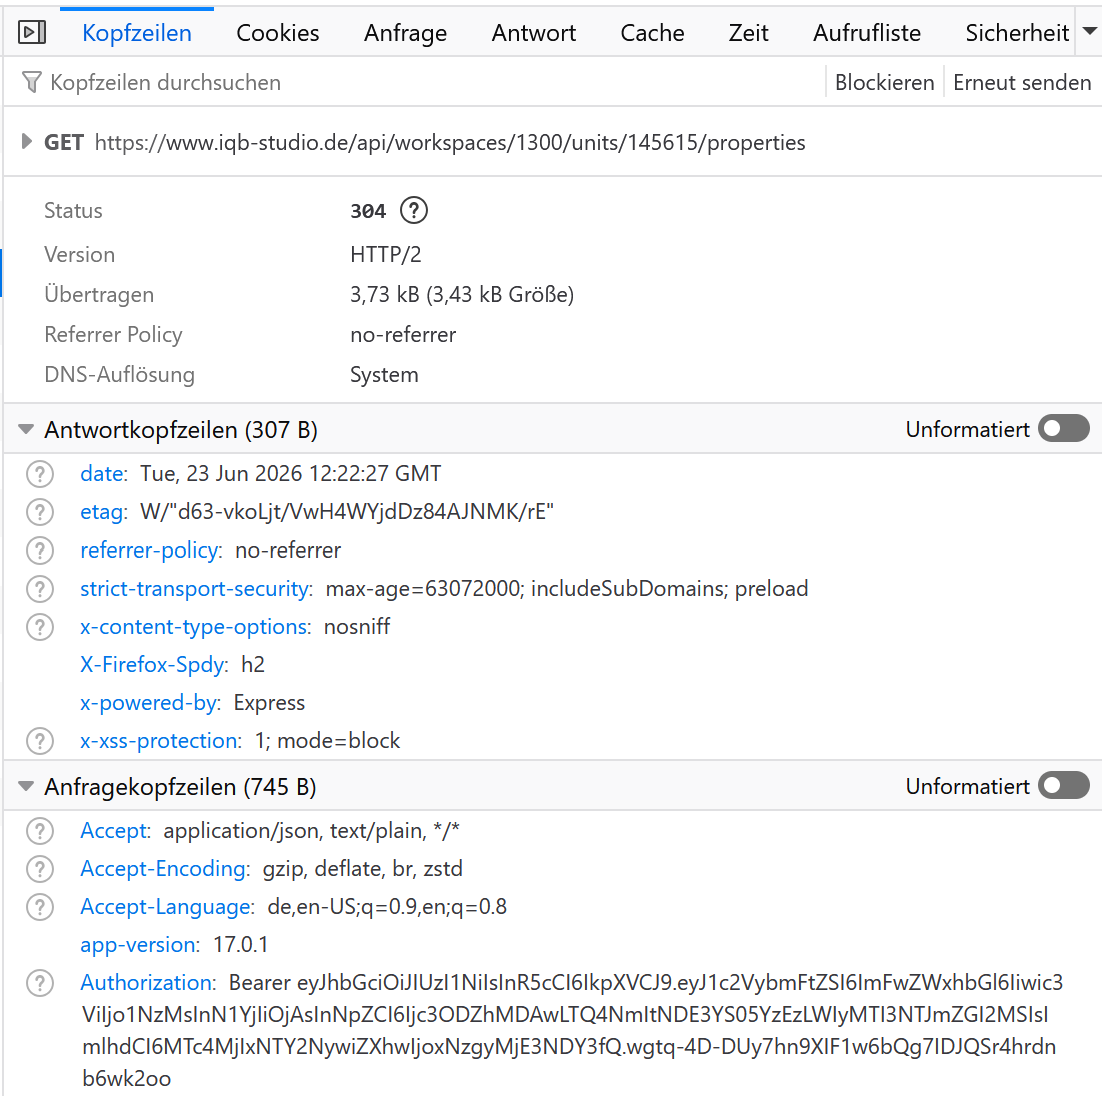 Kopfzeilen Cookies Anfrage Antwort Cache Zeit Aufrufliste Sicherheit
Kopfzeilen durchsuchen Blockieren Erneut senden
GET https://www.iqb-studio.de/api/workspaces/1300/units/145615/properties
Status 304
Version HTTP/2
Übertragen 3,73 kB (3,43 kB Größe)
Referrer Policy no-referrer
DNS-Auflösung System
Antwortkopfzeilen (307 B) Unformatiert
date: Tue, 23 Jun 2026 12:22:27 GMT
etag: W/"d63-vkoLjt/VwH4WYjdDz84AJNMK/rE"
referrer-policy: no-referrer
strict-transport-security: max-age=63072000; includeSubDomains; preload
x-content-type-options: nosniff
X-Firefox-Spdy: h2
x-powered-by: Express
x-xss-protection: 1; mode=block
Anfragekopfzeilen (745 B) Unformatiert
Accept: application/json, text/plain, */*
Accept-Encoding: gzip, deflate, br, zstd
Accept-Language: de,en-US;q=0.9,en;q=0.8
app-version: 17.0.1
Authorization: Bearer eyJhbGciOiJIUzI1NiIsInR5cCI6IkpXVCJ9.eyJ1c2VybmFtZSI6ImFwZWxhbGl6Iiwic3
ViIjo1NzMsInN1YiI6IjAsInNpZCI6Ijc3ODZhMDAwLTQ4NmItNDE3YS05YzEzLWIyMTI3NTJmZGI2MSIsI
mlhdCI6MTc4MjIxNTY2NywiZXhwIjoxNzgyMjE3NDY3fQ.wgtq-4D-DUy7hn9XIF1w6bQg7IDJQSr4hrdn
b6wk2oo